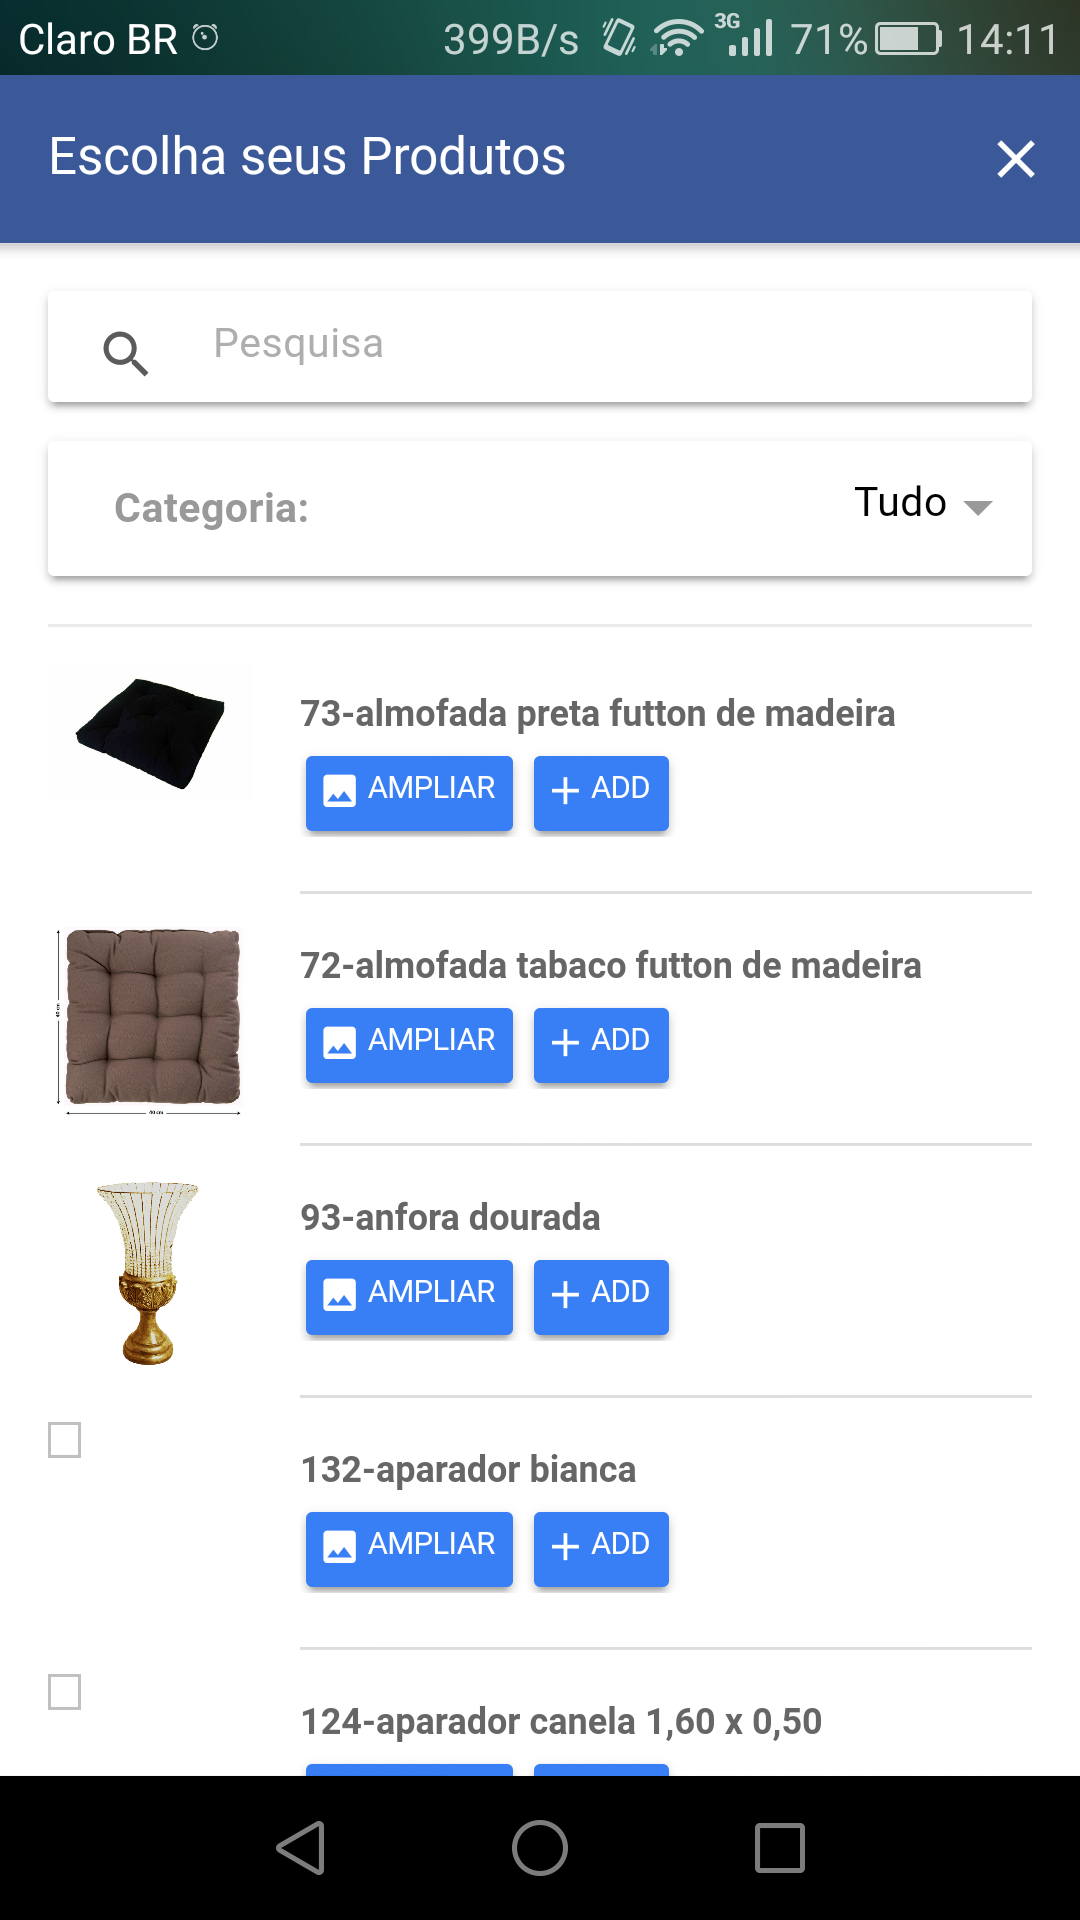 Claro BR 399B/s 3G 71% 14:11
Escolha seus Produtos
Pesquisa
Categoria: Tudo
73-almofada preta futton de madeira
AMPLIAR ADD
72-almofada tabaco futton de madeira
AMPLIAR ADD
40 cm
93-anfora dourada
AMPLIAR ADD
132-aparador bianca
AMPLIAR ADD
124-aparador canela 1,60 x 0,50